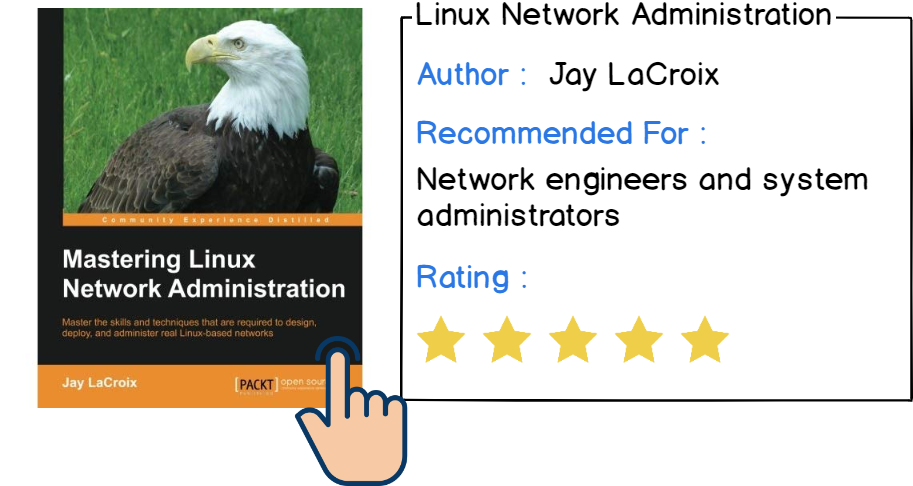 Community Experience Distilled
Mastering Linux
Network Administration
Master the skills and techniques that are required to design,
deploy, and administer real Linux-based networks
Jay LaCroix
[PACKT] open
Linux Network Administration
Author : Jay LaCroix
Recommended For :
Network engineers and system
administrators
Rating :